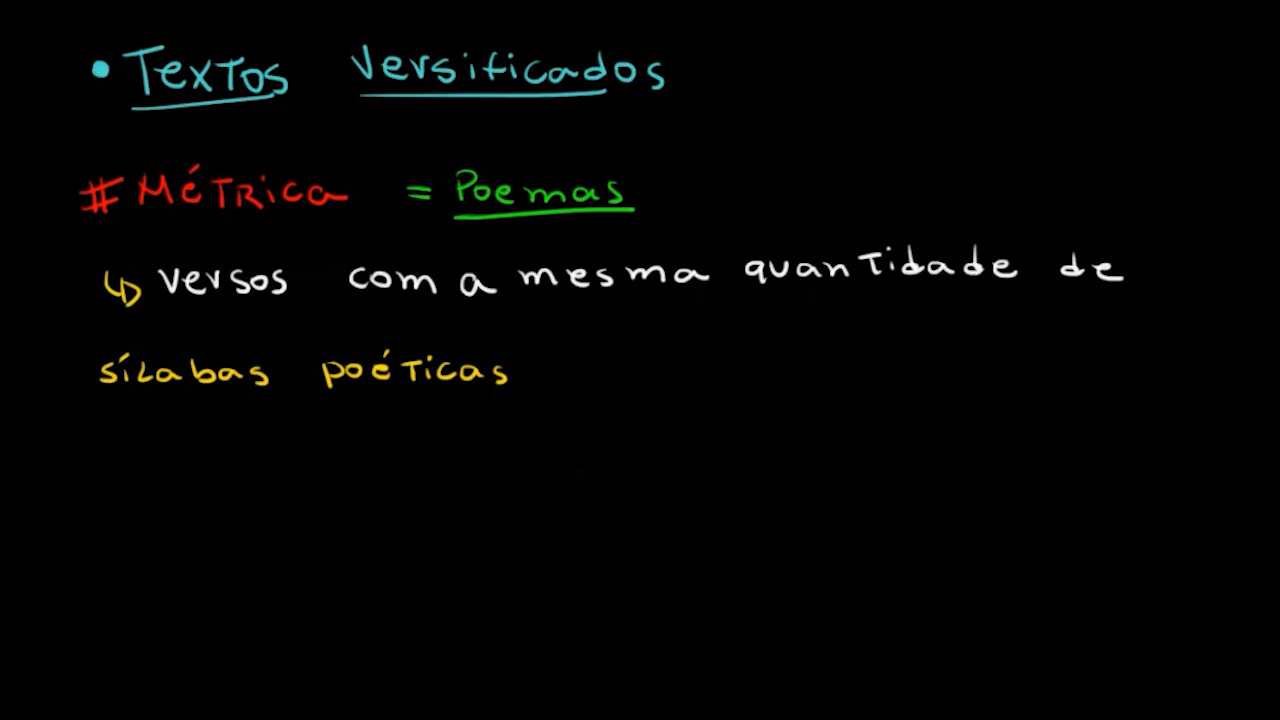 • Textos versificados
# Métrica = Poemas
↳ versos com a mesma quantidade de
sílabas poéticas